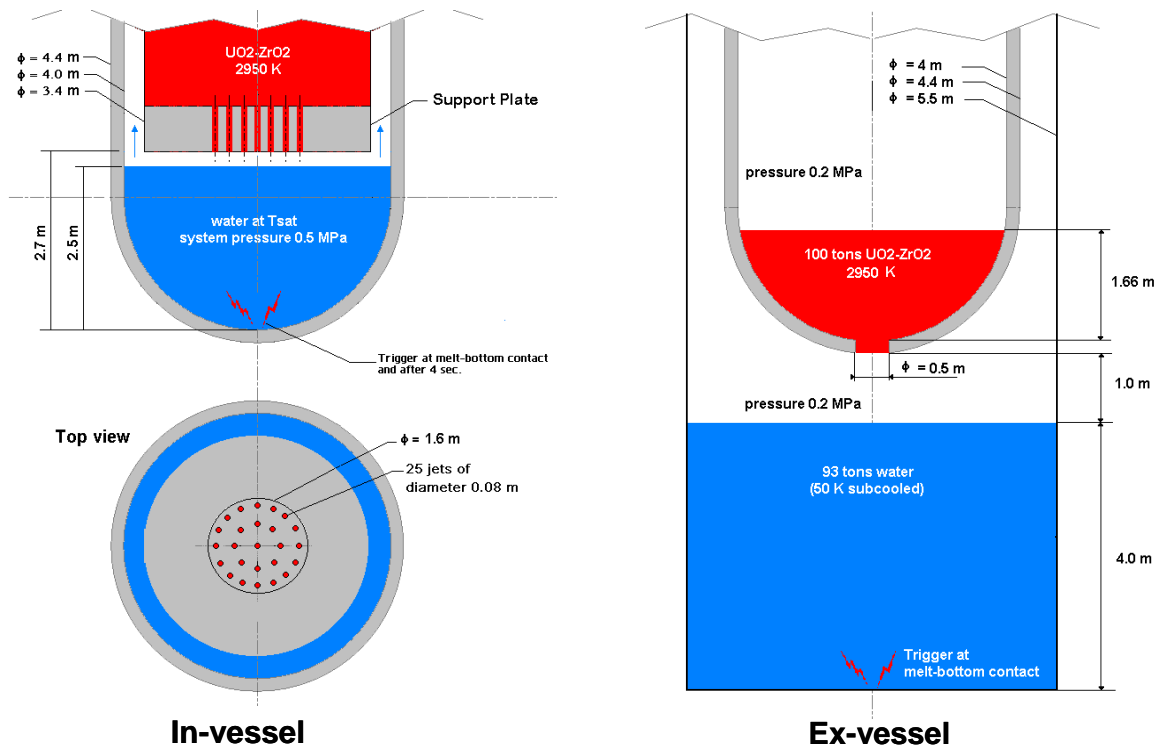 ϕ = 4.4 m
ϕ = 4.0 m
ϕ = 3.4 m
UO2-ZrO2
2950 K
Support Plate
2.7 m
2.5 m
water at Tsat
system pressure 0.5 MPa
Trigger at melt-bottom contact
and after 4 sec.
Top view
ϕ = 1.6 m
25 jets of
diameter 0.08 m
In-vessel
ϕ = 4 m
ϕ = 4.4 m
ϕ = 5.5 m
pressure 0.2 MPa
100 tons UO2-ZrO2
2950 K
1.66 m
ϕ = 0.5 m
1.0 m
pressure 0.2 MPa
93 tons water
(50 K subcooled)
4.0 m
Trigger at
melt-bottom contact
Ex-vessel